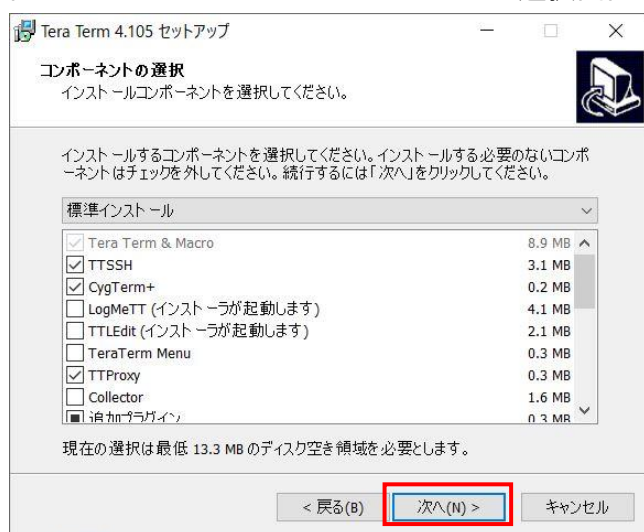 Tera Term 4.105 セットアップ
コンポーネントの選択
インストールコンポーネントを選択してください。
インストールするコンポーネントを選択してください。インストールする必要のないコンポ
ーネントはチェックを外してください。続行するには「次へ」をクリックしてください。
標準インストール
Tera Term & Macro 8.9 MB
TTSSH 3.1 MB
CygTerm+ 0.2 MB
LogMeTT (インストーラが起動します) 4.1 MB
TTLEdit (インストーラが起動します) 2.1 MB
TeraTerm Menu 0.3 MB
TTProxy 0.3 MB
Collector 1.6 MB
追加プラグイン 0.3 MB
現在の選択は最低 13.3 MB のディスク空き領域を必要とします。
< 戻る(B) 次へ(N) > キャンセル